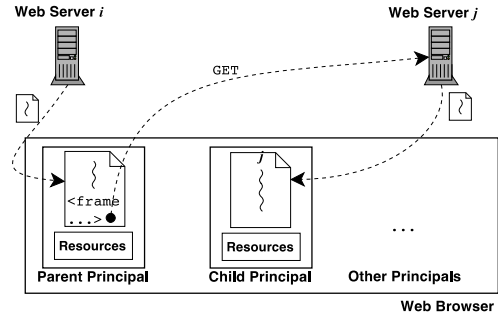 Web Server i
Web Server j
GET
j
<frame
...>
Resources
Resources
...
Parent Principal
Child Principal
Other Principals
Web Browser